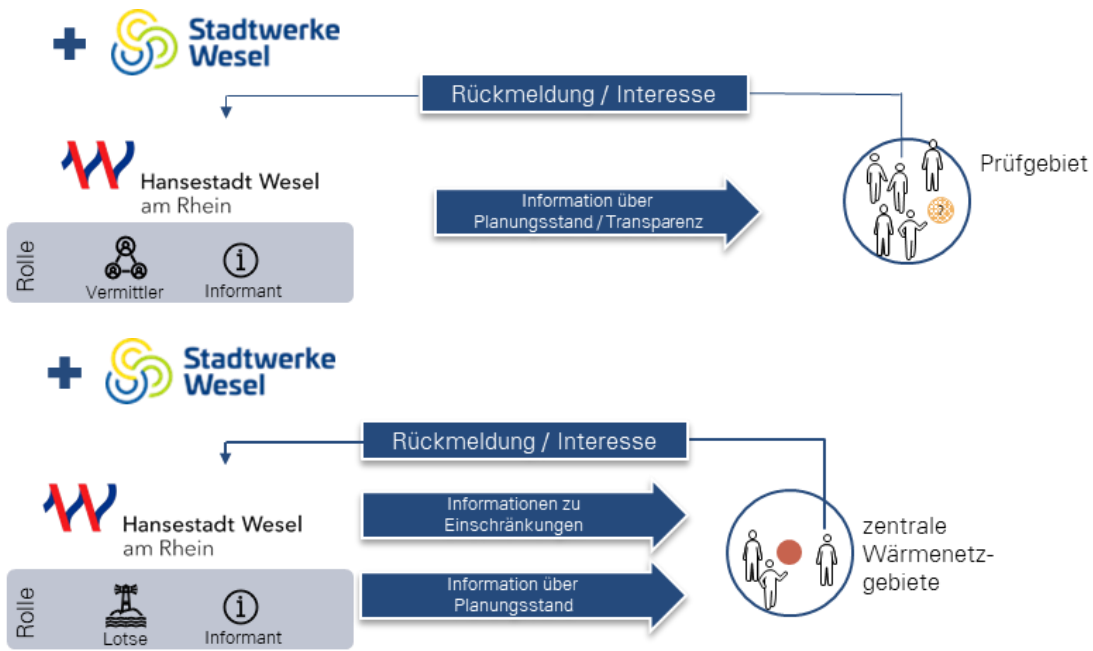 Stadtwerke
Wesel
Rückmeldung / Interesse
Hansestadt Wesel
am Rhein
Information über
Planungsstand / Transparenz
?
Prüfgebiet
Rolle
Vermittler
Informant
Stadtwerke
Wesel
Rückmeldung / Interesse
Hansestadt Wesel
am Rhein
Informationen zu
Einschränkungen
Information über
Planungsstand
zentrale
Wärmenetz-
gebiete
Rolle
Lotse
Informant